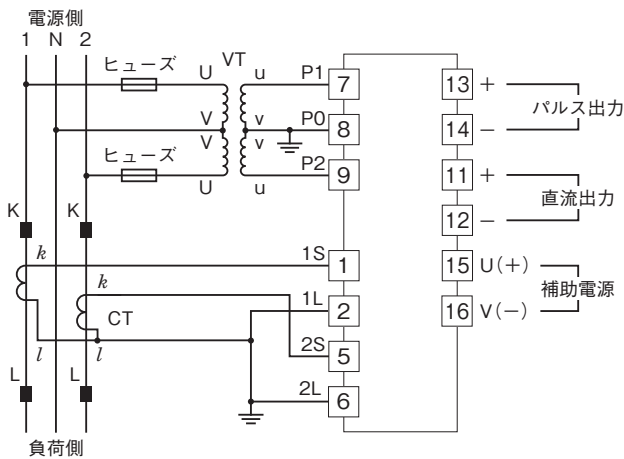 電源側
1 N 2
ヒューズ
VT
U
u
P1
7
13
+
パルス出力
V
v
P0
8
14
−
V
v
ヒューズ
U
u
P2
9
11
+
直流出力
12
−
K
K
k
1S
1
15
U(+)
補助電源
k
1L
2
16
V(−)
CT
l
l
2S
5
L
L
2L
6
負荷側